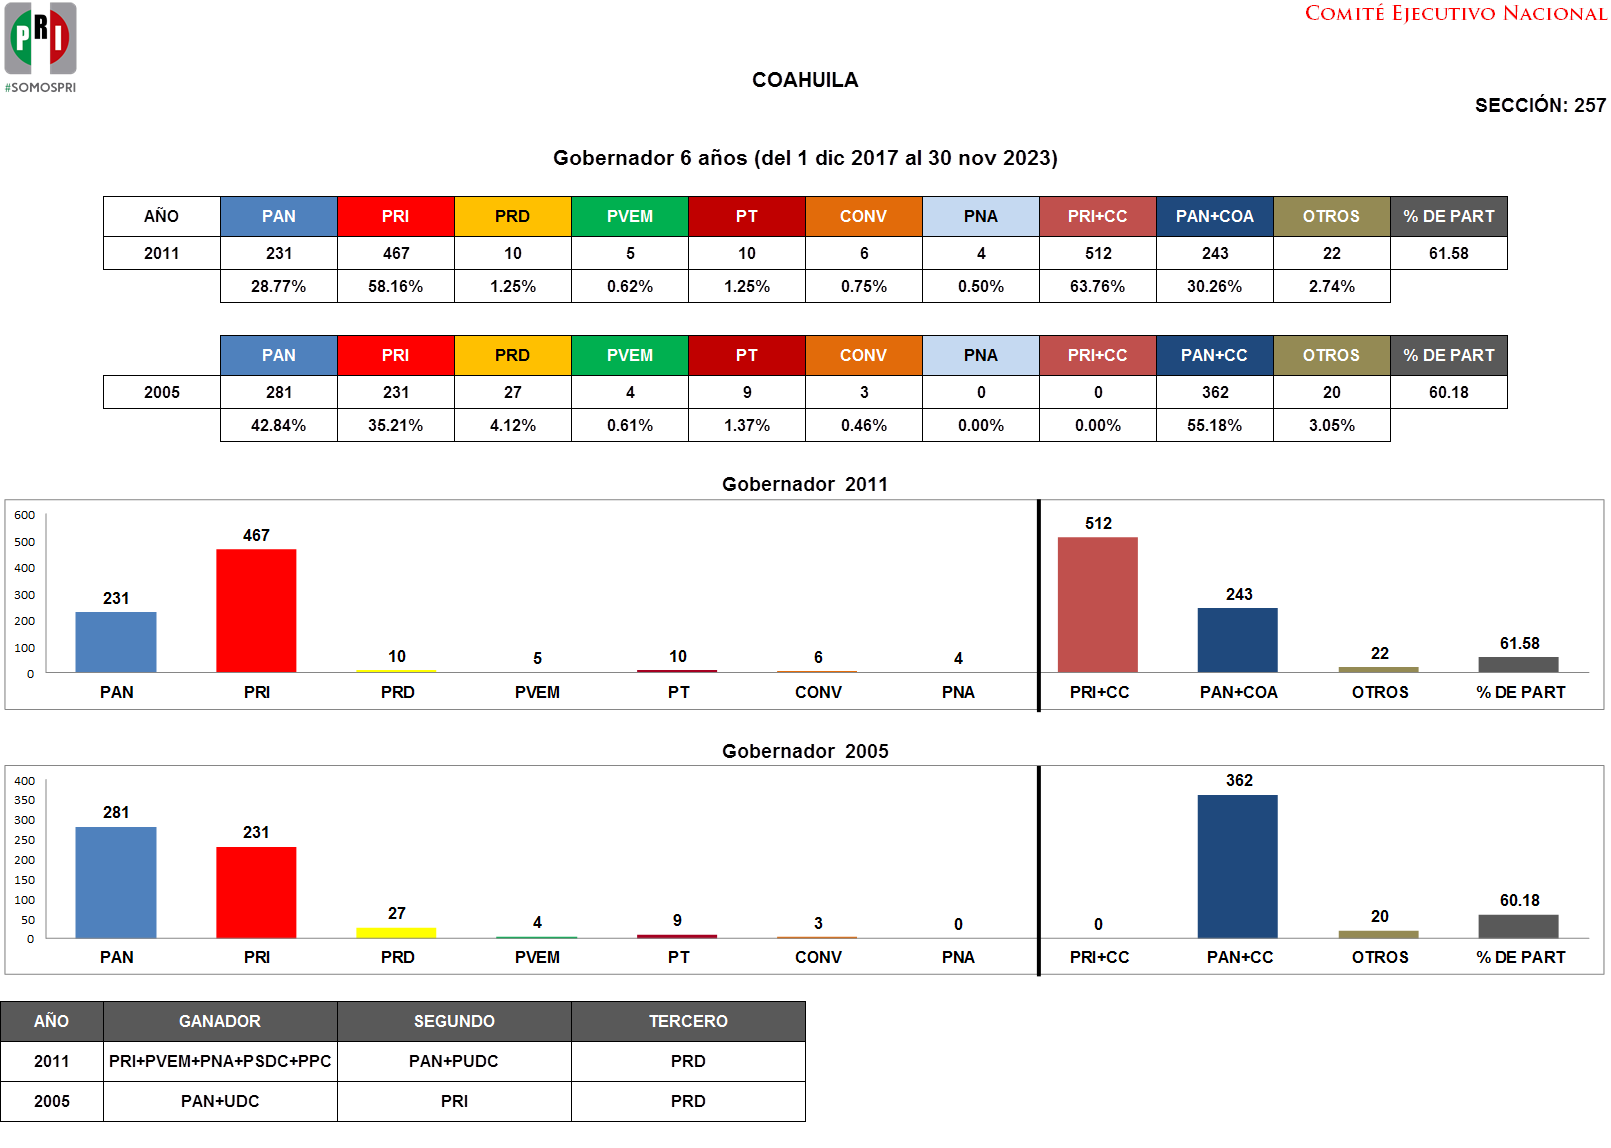 PRI
#SOMOSPRI
COMITÉ EJECUTIVO NACIONAL
COAHUILA
SECCIÓN: 257
Gobernador 6 años (del 1 dic 2017 al 30 nov 2023)
AÑO PAN PRI PRD PVEM PT CONV PNA PRI+CC PAN+COA OTROS % DE PART
2011 231 467 10 5 10 6 4 512 243 22 61.58
28.77% 58.16% 1.25% 0.62% 1.25% 0.75% 0.50% 63.76% 30.26% 2.74%
PAN PRI PRD PVEM PT CONV PNA PRI+CC PAN+CC OTROS % DE PART
2005 281 231 27 4 9 3 0 0 362 20 60.18
42.84% 35.21% 4.12% 0.61% 1.37% 0.46% 0.00% 0.00% 55.18% 3.05%
Gobernador 2011
600
500
400
300
200
100
0
231 467 10 5 10 6 4 512 243 22 61.58
PAN PRI PRD PVEM PT CONV PNA PRI+CC PAN+COA OTROS % DE PART
Gobernador 2005
400
350
300
250
200
150
100
50
0
281 231 27 4 9 3 0 0 362 20 60.18
PAN PRI PRD PVEM PT CONV PNA PRI+CC PAN+CC OTROS % DE PART
AÑO GANADOR SEGUNDO TERCERO
2011 PRI+PVEM+PNA+PSDC+PPC PAN+PUDC PRD
2005 PAN+UDC PRI PRD